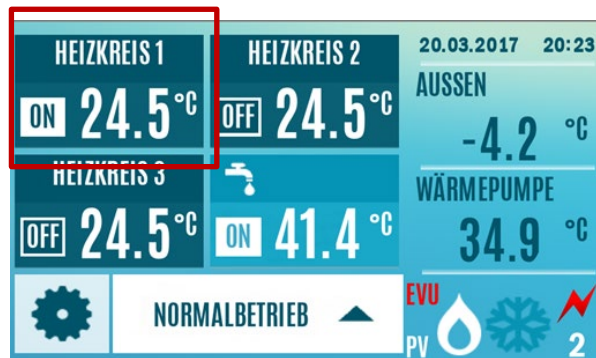 HEIZKREIS 1
ON 24.5 °C
HEIZKREIS 2
OFF 24.5 °C
20.03.2017 20:23
AUSSEN
-4.2 °C
HEIZKREIS 3
OFF 24.5 °C
ON 41.4 °C
WÄRMEPUMPE
34.9 °C
NORMALBETRIEB
EVU
PV
2